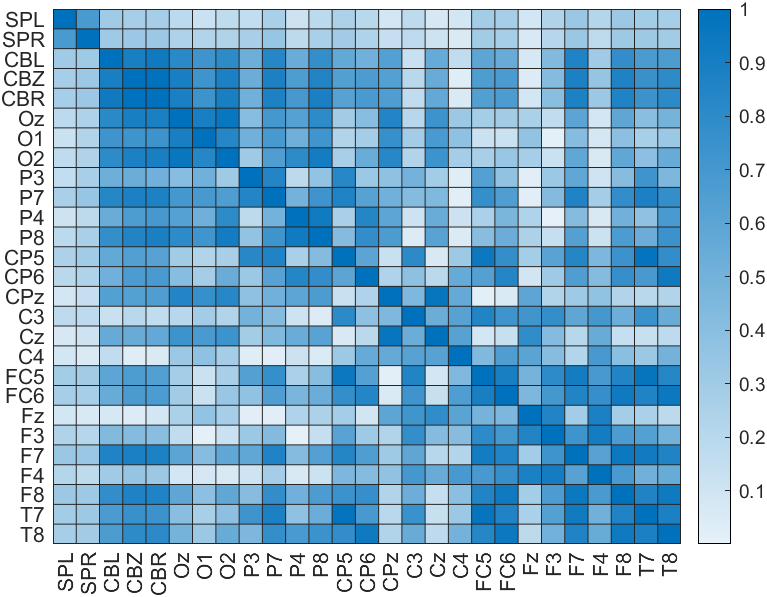 SPL
SPR
CBL
CBZ
CBR
Oz
O1
O2
P3
P7
P4
P8
CP5
CP6
CPz
C3
Cz
C4
FC5
FC6
Fz
F3
F7
F4
F8
T7
T8
SPL SPR CBL CBZ CBR Oz O1 O2 P3 P7 P4 P8 CP5 CP6 CPz C3 Cz C4 FC5 FC6 Fz F3 F7 F4 F8 T7 T8
1
0.9
0.8
0.7
0.6
0.5
0.4
0.3
0.2
0.1